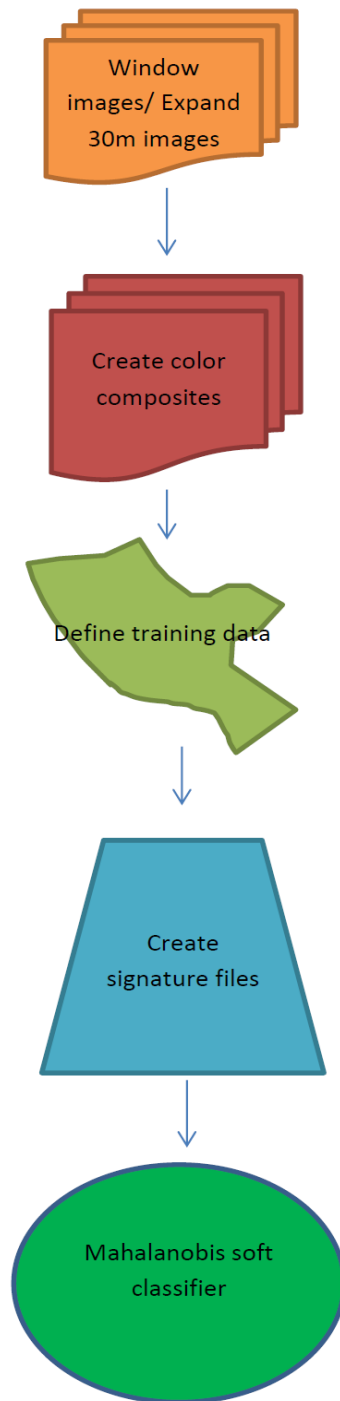 Window
images/ Expand
30m images
Create color
composites
Define training data
Create
signature files
Mahalanobis soft
classifier